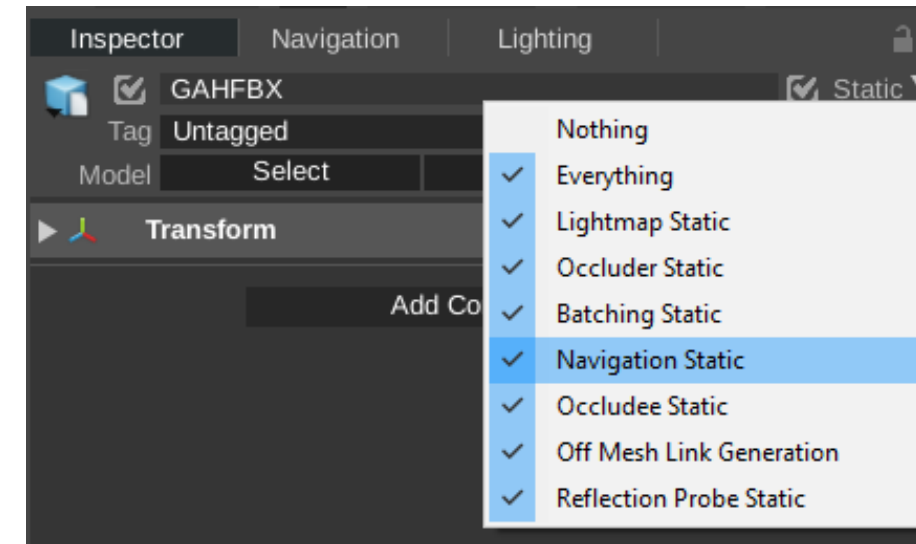 Inspector Navigation Lighting
GAHFBX Static
Tag Untagged
Model Select
Transform
Add Co
Nothing
Everything
Lightmap Static
Occluder Static
Batching Static
Navigation Static
Occludee Static
Off Mesh Link Generation
Reflection Probe Static